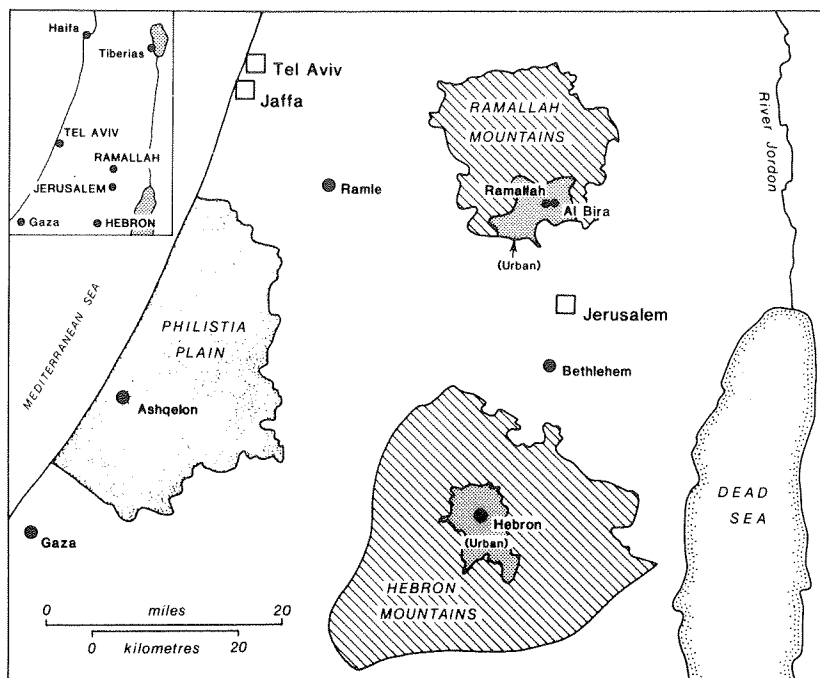 Haifa
Tiberias
TEL AVIV
RAMALLAH
JERUSALEM
Gaza
HEBRON
Tel Aviv
Jaffa
RAMALLAH
MOUNTAINS
River Jordon
Ramle
Ramallah
Al Bira
(Urban)
MEDITERRANEAN SEA
PHILISTIA
PLAIN
Jerusalem
Bethlehem
Ashqelon
DEAD
SEA
Hebron
(Urban)
Gaza
HEBRON
MOUNTAINS
0 miles 20
0 kilometres 20